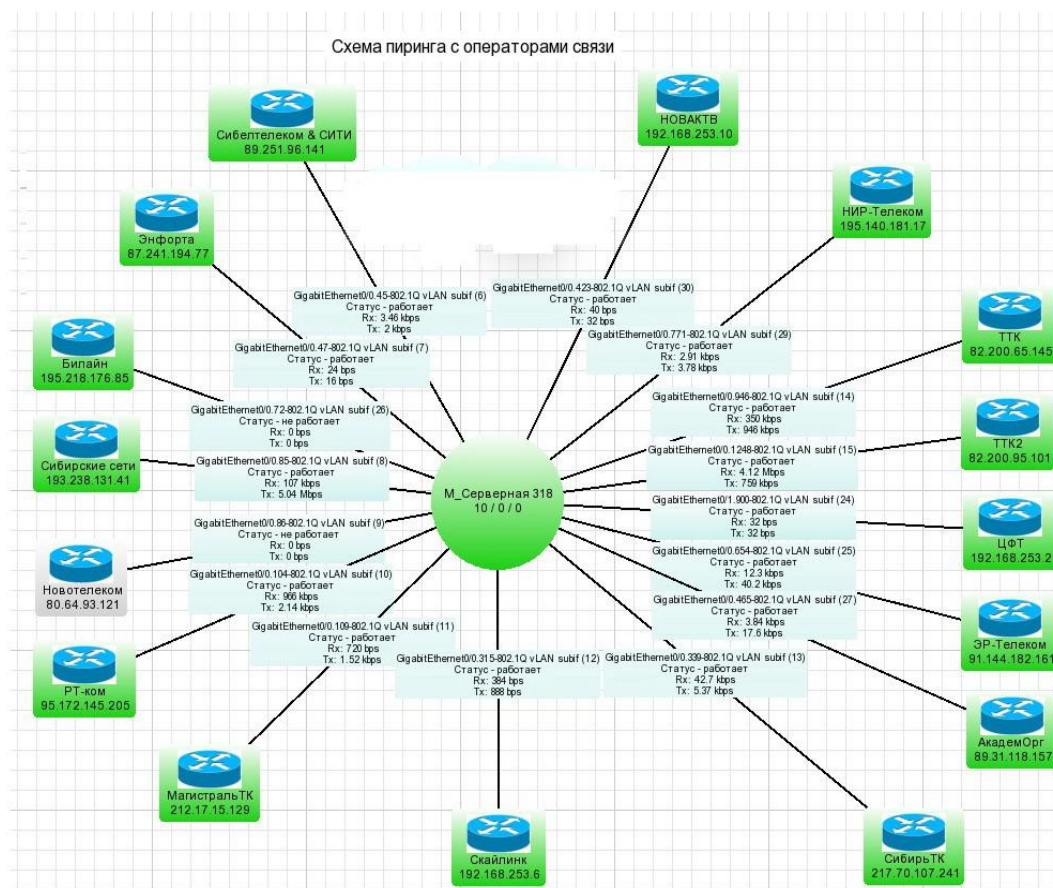 Схема пиринга с операторами связи
Сибелтелеком & СИТИ
89.251.96.141
НОВАКТВ
192.168.253.10
Энфорта
87.241.194.77
НИР-Телеком
195.140.181.17
Билайн
195.218.176.85
ТТК
82.200.65.145
Сибирские сети
193.238.131.41
ТТК2
82.200.95.101
Новотелеком
80.64.93.121
ЦФТ
192.168.253.2
РТ-ком
95.172.145.205
ЭР-Телеком
91.144.182.161
МагистральТК
212.17.15.129
АкадемОрг
89.31.118.157
Скайлинк
192.168.253.6
СибирьТК
217.70.107.241
М_Серверная 318
10 / 0 / 0
GigabitEthernet0/0.45-802.1Q vLAN subif (6)
Статус - работает
Rx: 3.46 kbps
Tx: 2 kbps
GigabitEthernet0/0.423-802.1Q vLAN subif (30)
Статус - работает
Rx: 40 bps
Tx: 32 bps
GigabitEthernet0/0.47-802.1Q vLAN subif (7)
Статус - работает
Rx: 24 bps
Tx: 16 bps
GigabitEthernet0/0.771-802.1Q vLAN subif (29)
Статус - работает
Rx: 2.91 kbps
Tx: 3.78 kbps
GigabitEthernet0/0.72-802.1Q vLAN subif (26)
Статус - не работает
Rx: 0 bps
Tx: 0 bps
GigabitEthernet0/0.946-802.1Q vLAN subif (14)
Статус - работает
Rx: 350 kbps
Tx: 946 kbps
GigabitEthernet0/0.85-802.1Q vLAN subif (8)
Статус - работает
Rx: 107 kbps
Tx: 5.04 Mbps
GigabitEthernet0/0.1248-802.1Q vLAN subif (15)
Статус - работает
Rx: 4.12 Mbps
Tx: 759 kbps
GigabitEthernet0/0.86-802.1Q vLAN subif (9)
Статус - не работает
Rx: 0 bps
Tx: 0 bps
GigabitEthernet0/1.900-802.1Q vLAN subif (24)
Статус - работает
Rx: 32 bps
Tx: 32 bps
GigabitEthernet0/0.104-802.1Q vLAN subif (10)
Статус - работает
Rx: 966 kbps
Tx: 2.14 kbps
GigabitEthernet0/0.654-802.1Q vLAN subif (25)
Статус - работает
Rx: 12.3 kbps
Tx: 40.2 kbps
GigabitEthernet0/0.109-802.1Q vLAN subif (11)
Статус - работает
Rx: 720 bps
Tx: 1.52 kbps
GigabitEthernet0/0.465-802.1Q vLAN subif (27)
Статус - работает
Rx: 3.84 kbps
Tx: 17.6 kbps
GigabitEthernet0/0.315-802.1Q vLAN subif (12)
Статус - работает
Rx: 384 bps
Tx: 888 bps
GigabitEthernet0/0.339-802.1Q vLAN subif (13)
Статус - работает
Rx: 42.7 kbps
Tx: 5.37 kbps